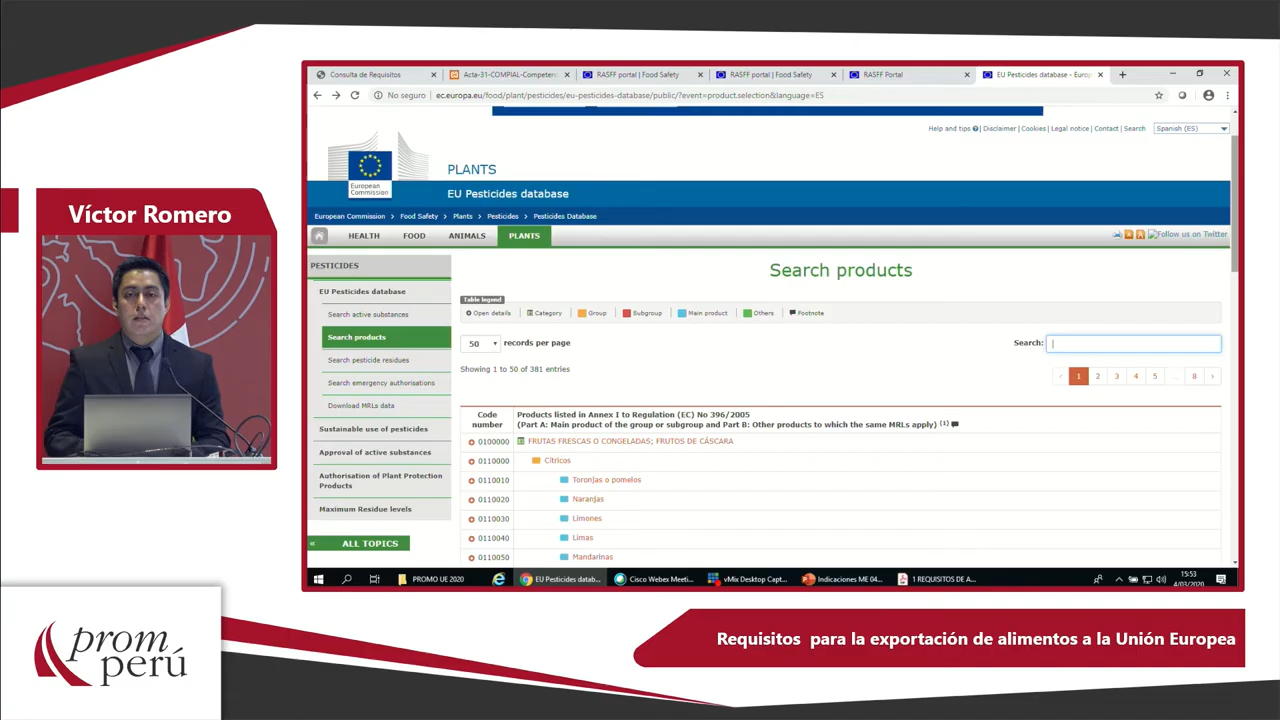 Víctor Romero
Consulta de Requisitos
Acta-31-COMPIAL-Competen
RASFF portal | Food Safety
RASFF portal | Food Safety
RASFF Portal
EU Pesticides database - Europ
No seguro
ec.europa.eu/food/plant/pesticides/eu-pesticides-database/public/?event=product.selection&language=ES
Help and tips | Disclaimer | Cookies | Legal notice | Contact | Search
Spanish (ES)
European
Commission
PLANTS
EU Pesticides database
European Commission > Food Safety > Plants > Pesticides > Pesticides Database
HEALTH FOOD ANIMALS PLANTS
Follow us on Twitter
PESTICIDES
EU Pesticides database
Search active substances
Search products
Search pesticide residues
Search emergency authorisations
Download MRLs data
Sustainable use of pesticides
Approval of active substances
Authorisation of Plant Protection
Products
Maximum Residue levels
« ALL TOPICS
Search products
Table legend
Open details | Category | Group | Subgroup | Main product | Others | Footnote
50 records per page
Search:
Showing 1 to 50 of 381 entries
‹ 1 2 3 4 5 ... 8 ›
Code
number
Products listed in Annex I to Regulation (EC) No 396/2005
(Part A: Main product of the group or subgroup and Part B: Other products to which the same MRLs apply) (1)
0100000 FRUTAS FRESCAS O CONGELADAS; FRUTOS DE CÁSCARA
0110000 Cítricos
0110010 Toronjas o pomelos
0110020 Naranjas
0110030 Limones
0110040 Limas
0110050 Mandarinas
PROMO UE 2020
EU Pesticides datab...
Cisco Webex Meeti...
vMix Desktop Capt...
Indicaciones ME 04...
1 REQUISITOS DE A...
15:53
4/03/2020
prom
perú
Requisitos para la exportación de alimentos a la Unión Europea